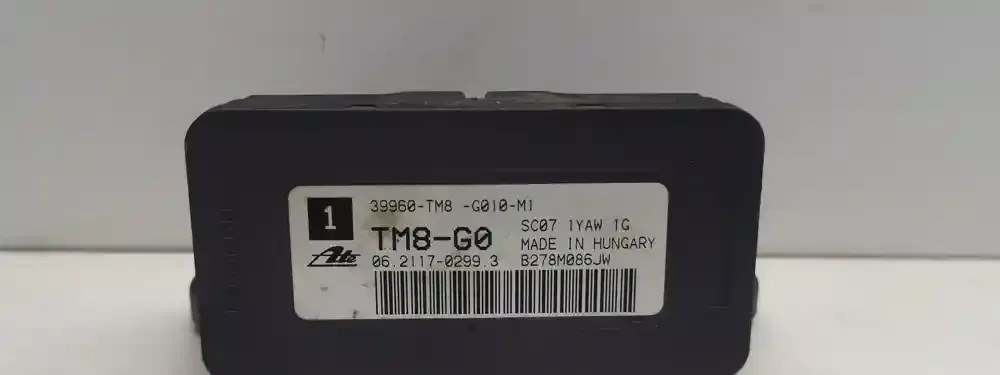 1
39960-TM8 -G010-M1
TM8-G0
SC07 1YAW 1G
MADE IN HUNGARY
Ate
06.2117-0299.3
B278M086JW